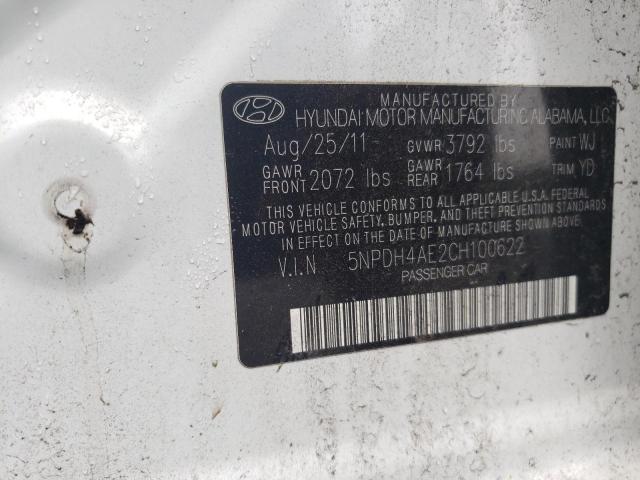 MANUFACTURED BY
HYUNDAI MOTOR MANUFACTURING ALABAMA, LLC
Aug/25/11 GVWR 3792 lbs PAINT WJ
GAWR FRONT 2072 lbs GAWR REAR 1764 lbs TRIM YD
THIS VEHICLE CONFORMS TO ALL APPLICABLE U.S.A. FEDERAL
MOTOR VEHICLE SAFETY, BUMPER, AND THEFT PREVENTION STANDARDS
IN EFFECT ON THE DATE OF MANUFACTURE SHOWN ABOVE.
V.I.N 5NPDH4AE2CH100622
PASSENGER CAR